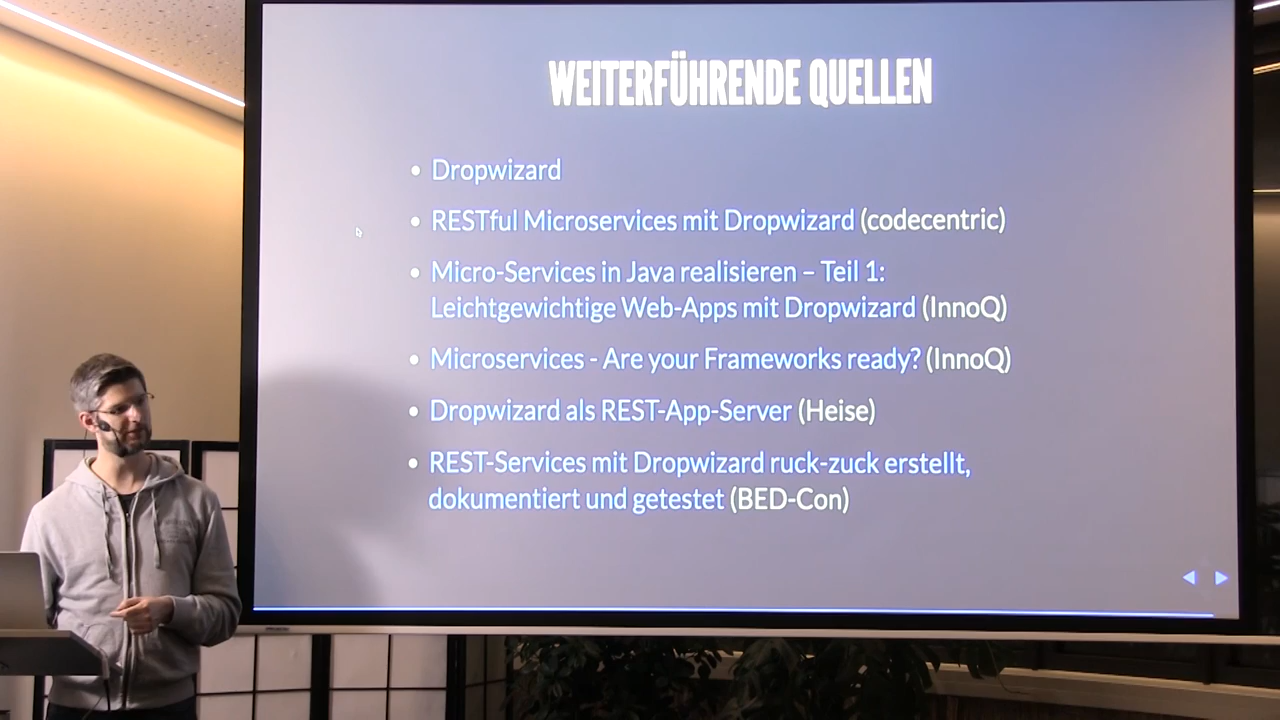 WEITERFÜHRENDE QUELLEN
• Dropwizard
• RESTful Microservices mit Dropwizard (codecentric)
• Micro-Services in Java realisieren – Teil 1:
Leichtgewichtige Web-Apps mit Dropwizard (InnoQ)
• Microservices - Are your Frameworks ready? (InnoQ)
• Dropwizard als REST-App-Server (Heise)
• REST-Services mit Dropwizard ruck-zuck erstellt,
dokumentiert und getestet (BED-Con)